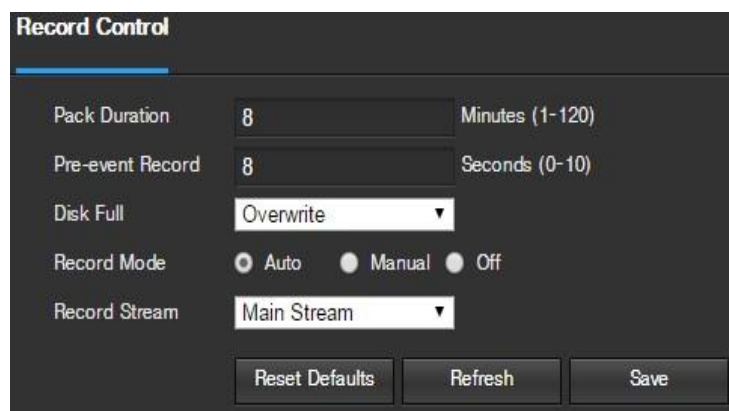 Record Control
Pack Duration 8 Minutes (1-120)
Pre-event Record 8 Seconds (0-10)
Disk Full Overwrite
Record Mode Auto Manual Off
Record Stream Main Stream
Reset Defaults Refresh Save